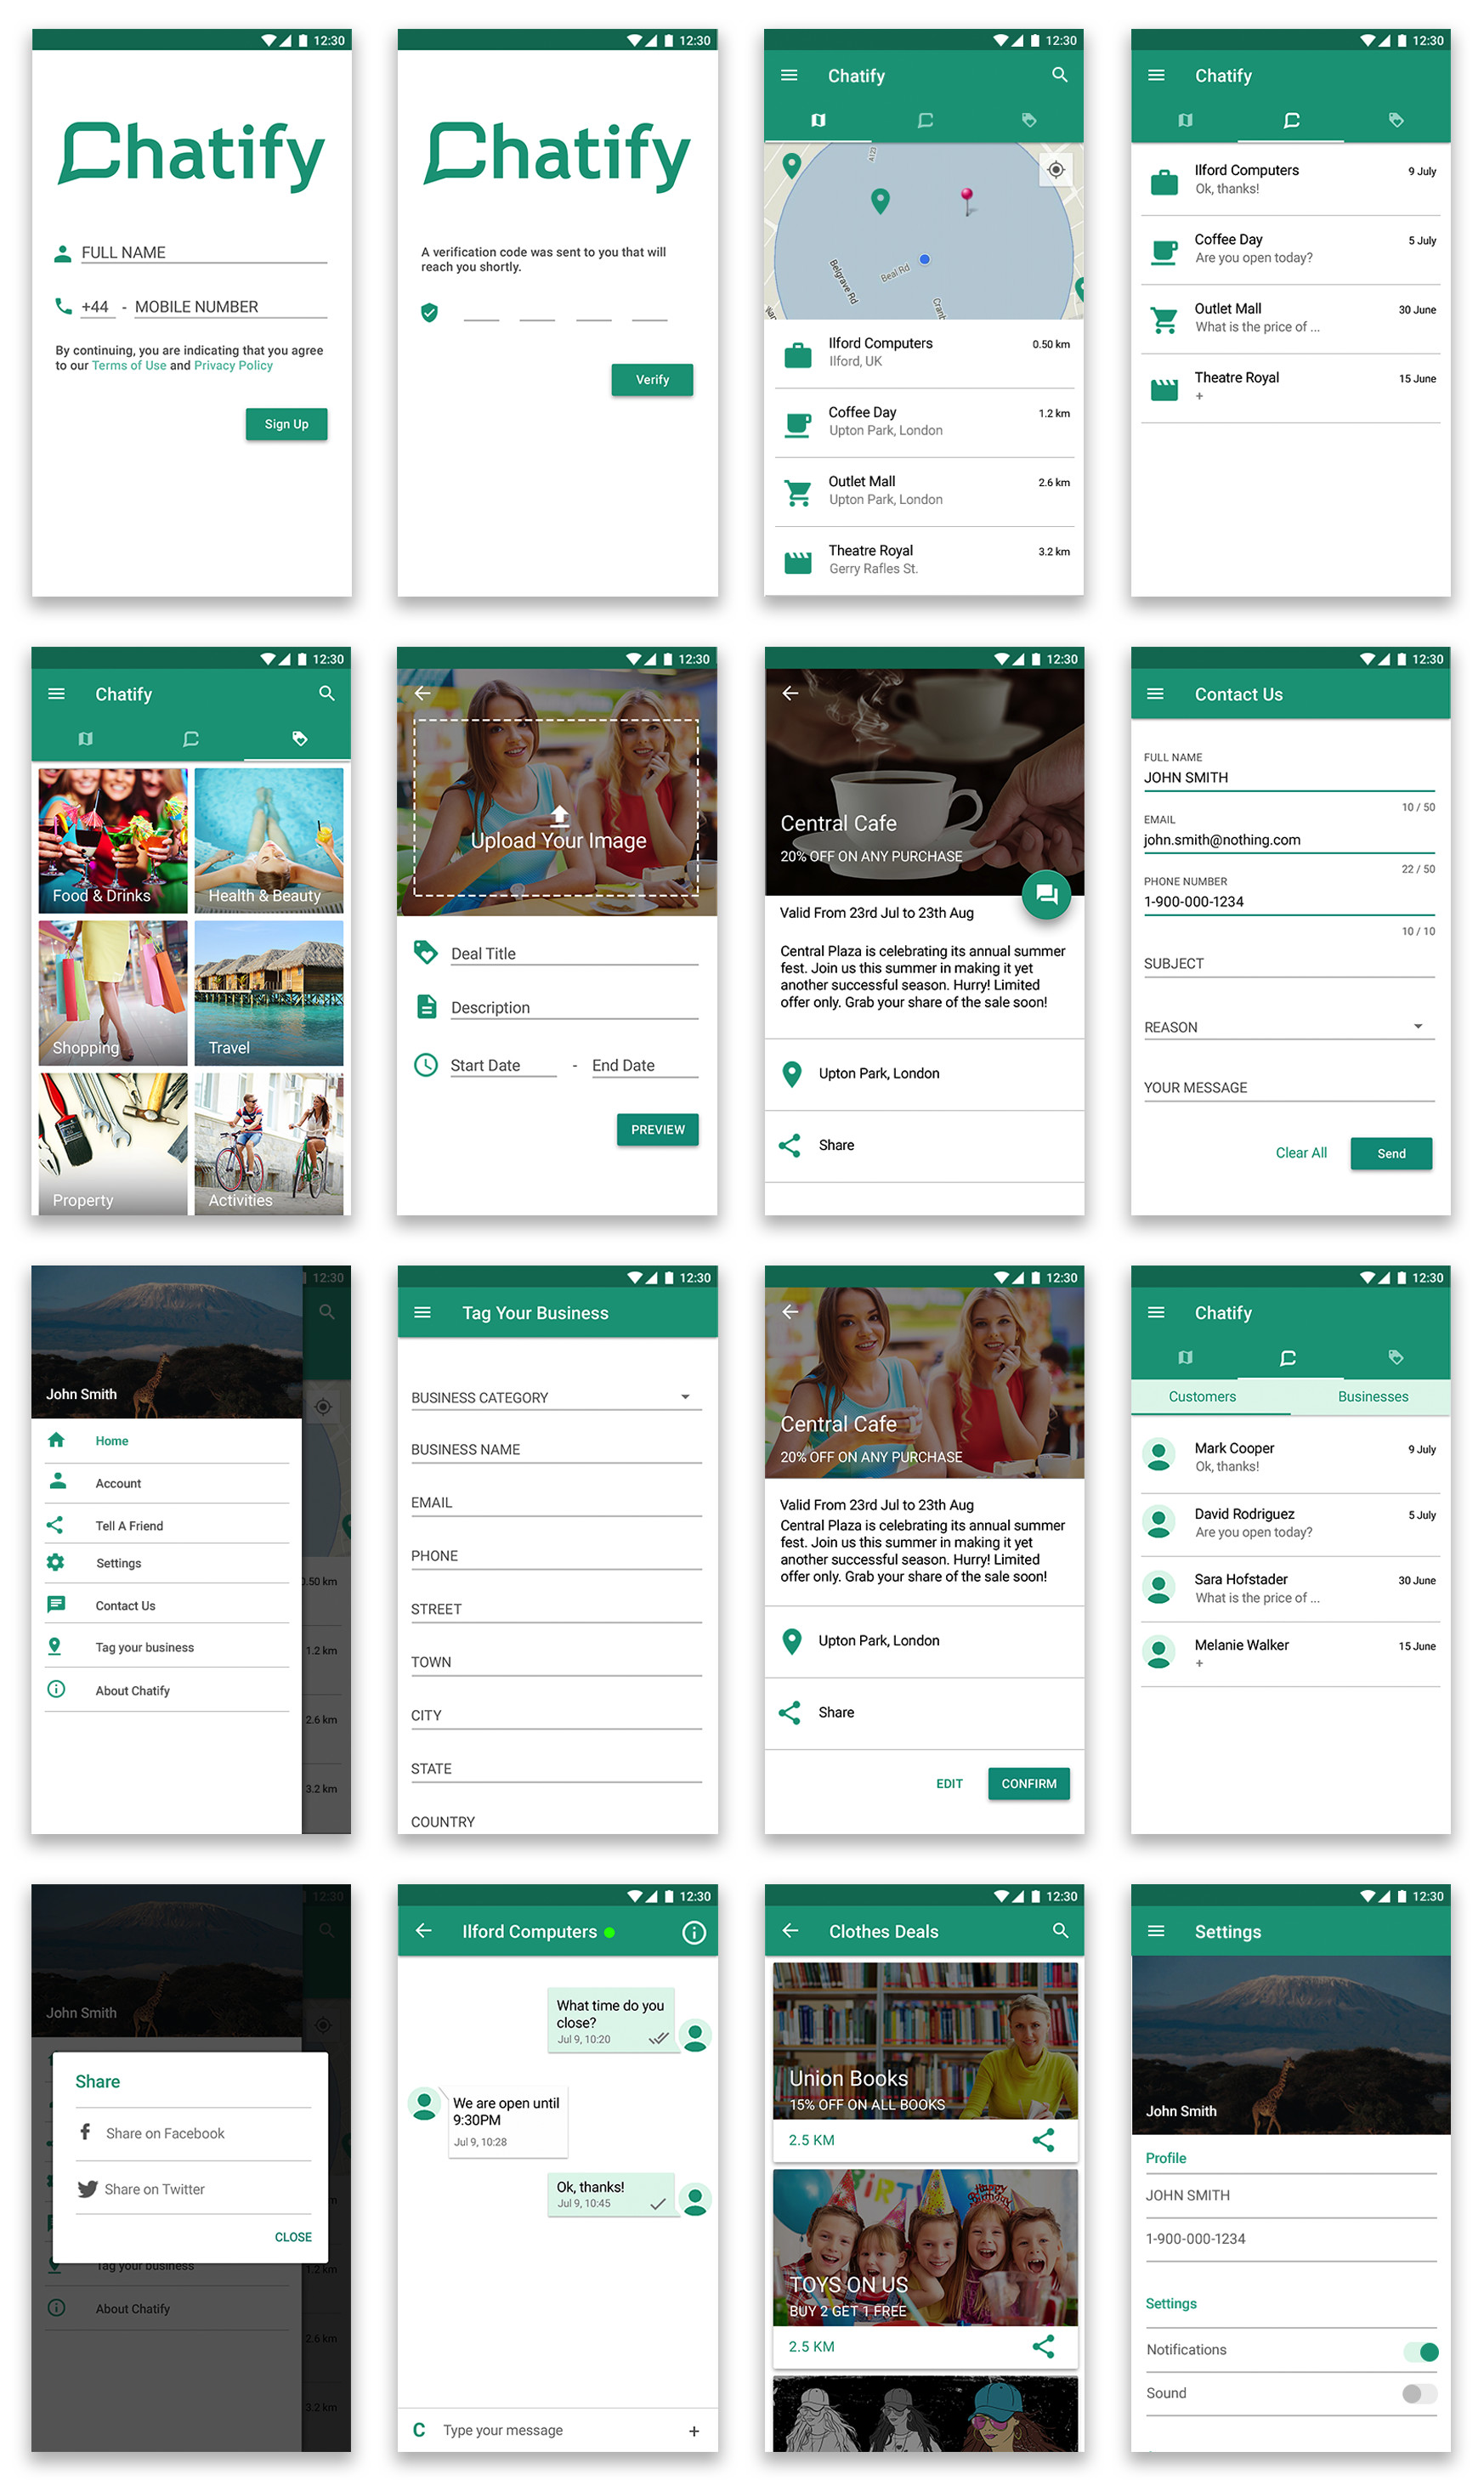 12:30
Chatify
FULL NAME
+44 - MOBILE NUMBER
By continuing, you are indicating that you agree
to our Terms of Use and Privacy Policy
Sign Up
12:30
Chatify
A verification code was sent to you that will
reach you shortly.
Verify
12:30
Chatify
A123
Belgrave Rd
Beal Rd
Ilford Computers 0.50 km
Ilford, UK
Coffee Day 1.2 km
Upton Park, London
Outlet Mall 2.6 km
Upton Park, London
Theatre Royal 3.2 km
Gerry Rafles St.
12:30
Chatify
Ilford Computers 9 July
Ok, thanks!
Coffee Day 5 July
Are you open today?
Outlet Mall 30 June
What is the price of ...
Theatre Royal 15 June
+
12:30
Chatify
Food & Drinks
Health & Beauty
Shopping
Travel
Property
Activities
12:30
Upload Your Image
Deal Title
Description
Start Date - End Date
PREVIEW
12:30
Central Cafe
20% OFF ON ANY PURCHASE
Valid From 23rd Jul to 23th Aug
Central Plaza is celebrating its annual summer
fest. Join us this summer in making it yet
another successful season. Hurry! Limited
offer only. Grab your share of the sale soon!
Upton Park, London
Share
12:30
Contact Us
FULL NAME
JOHN SMITH
10 / 50
EMAIL
john.smith@nothing.com
22 / 50
PHONE NUMBER
1-900-000-1234
10 / 10
SUBJECT
REASON
YOUR MESSAGE
Clear All Send
12:30
John Smith
Home
Account
Tell A Friend
Settings
0.50 km
Contact Us
Tag your business
1.2 km
About Chatify
2.6 km
3.2 km
12:30
Tag Your Business
BUSINESS CATEGORY
BUSINESS NAME
EMAIL
PHONE
STREET
TOWN
CITY
STATE
COUNTRY
12:30
Central Cafe
20% OFF ON ANY PURCHASE
Valid From 23rd Jul to 23th Aug
Central Plaza is celebrating its annual summer
fest. Join us this summer in making it yet
another successful season. Hurry! Limited
offer only. Grab your share of the sale soon!
Upton Park, London
Share
EDIT CONFIRM
12:30
Chatify
Customers Businesses
Mark Cooper 9 July
Ok, thanks!
David Rodriguez 5 July
Are you open today?
Sara Hofstader 30 June
What is the price of ...
Melanie Walker 15 June
+
12:30
John Smith
Share
Share on Facebook
Share on Twitter
CLOSE
Tag your business
1.2 km
About Chatify
2.6 km
3.2 km
12:30
Ilford Computers
What time do you
close?
Jul 9, 10:20
We are open until
9:30PM
Jul 9, 10:28
Ok, thanks!
Jul 9, 10:45
C Type your message +
12:30
Clothes Deals
Union Books
15% OFF ON ALL BOOKS
2.5 KM
Happy Birthday
TOYS ON US
BUY 2 GET 1 FREE
2.5 KM
12:30
Settings
John Smith
Profile
JOHN SMITH
1-900-000-1234
Settings
Notifications
Sound